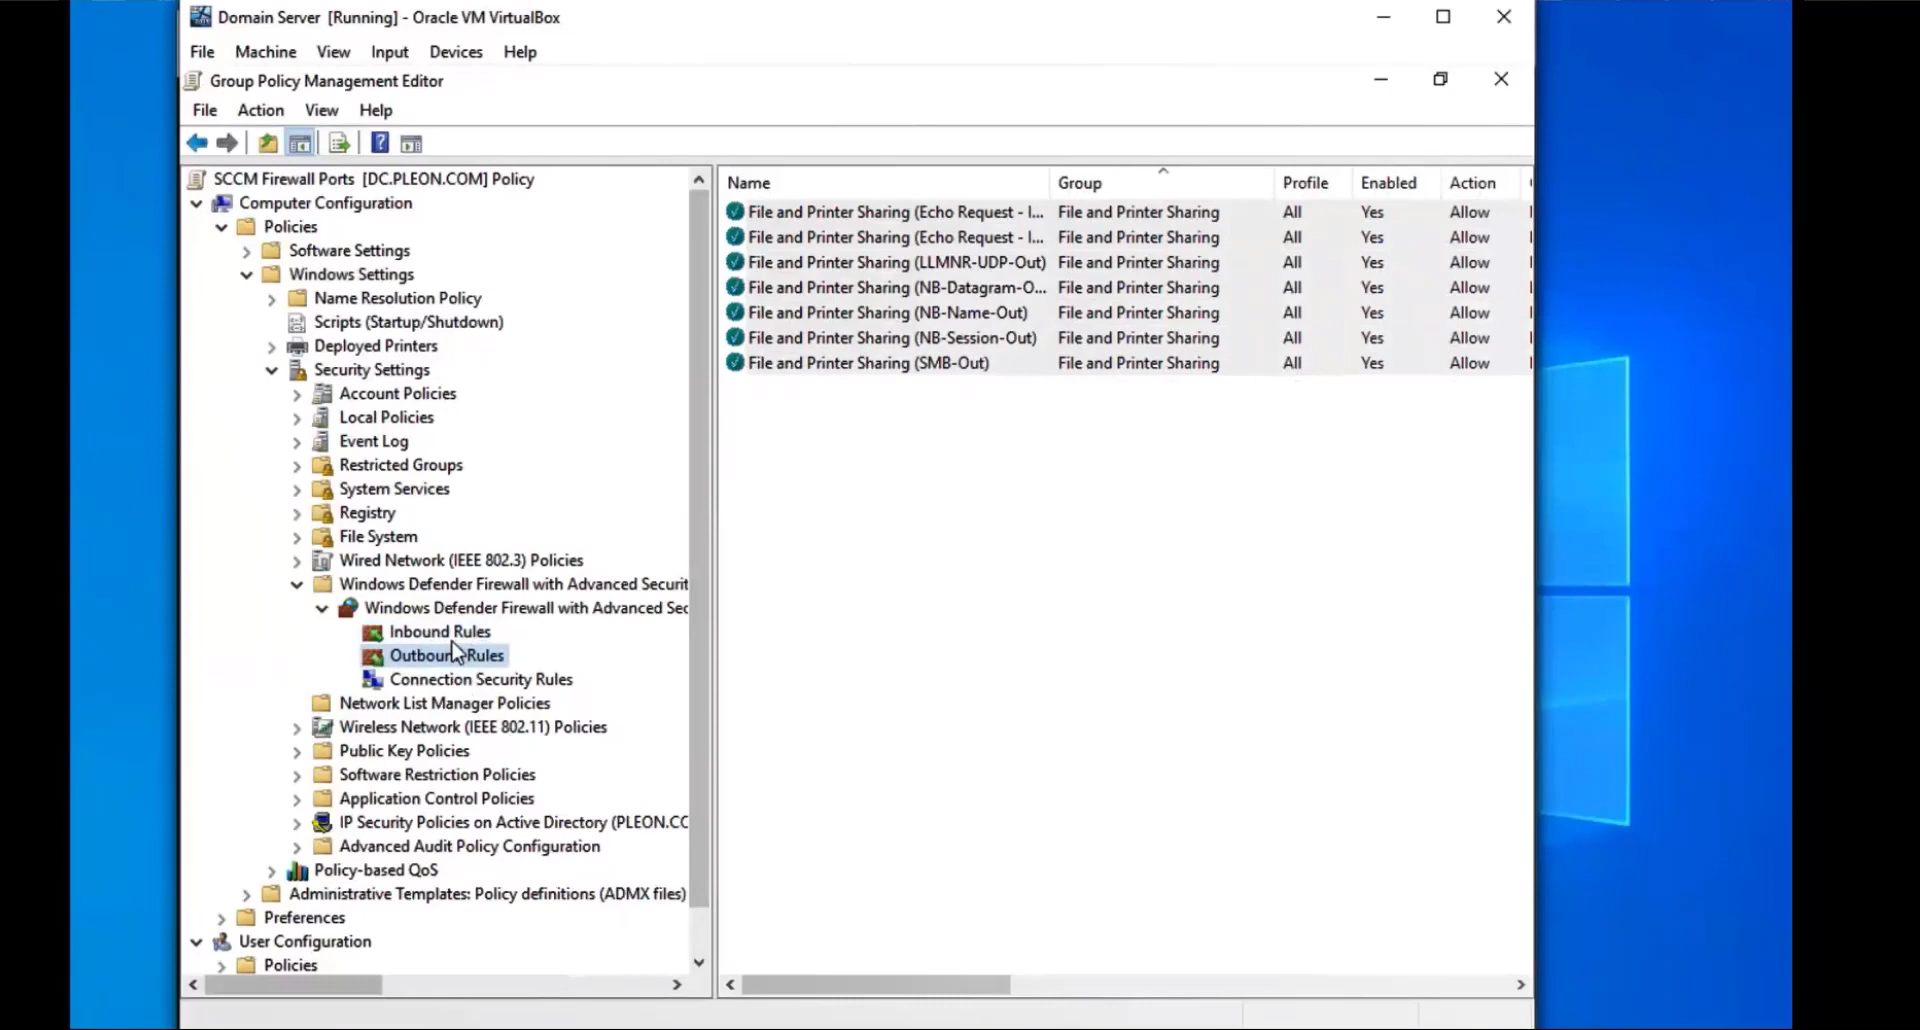 Domain Server [Running] - Oracle VM VirtualBox
File Machine View Input Devices Help
Group Policy Management Editor
File Action View Help
SCCM Firewall Ports [DC.PLEON.COM] Policy
Computer Configuration
Policies
Software Settings
Windows Settings
Name Resolution Policy
Scripts (Startup/Shutdown)
Deployed Printers
Security Settings
Account Policies
Local Policies
Event Log
Restricted Groups
System Services
Registry
File System
Wired Network (IEEE 802.3) Policies
Windows Defender Firewall with Advanced Securit
Windows Defender Firewall with Advanced Sec
Inbound Rules
Outbound Rules
Connection Security Rules
Network List Manager Policies
Wireless Network (IEEE 802.11) Policies
Public Key Policies
Software Restriction Policies
Application Control Policies
IP Security Policies on Active Directory (PLEON.CO
Advanced Audit Policy Configuration
Policy-based QoS
Administrative Templates: Policy definitions (ADMX files)
Preferences
User Configuration
Policies
Name Group Profile Enabled Action
File and Printer Sharing (Echo Request - I... File and Printer Sharing All Yes Allow
File and Printer Sharing (Echo Request - I... File and Printer Sharing All Yes Allow
File and Printer Sharing (LLMNR-UDP-Out) File and Printer Sharing All Yes Allow
File and Printer Sharing (NB-Datagram-O... File and Printer Sharing All Yes Allow
File and Printer Sharing (NB-Name-Out) File and Printer Sharing All Yes Allow
File and Printer Sharing (NB-Session-Out) File and Printer Sharing All Yes Allow
File and Printer Sharing (SMB-Out) File and Printer Sharing All Yes Allow